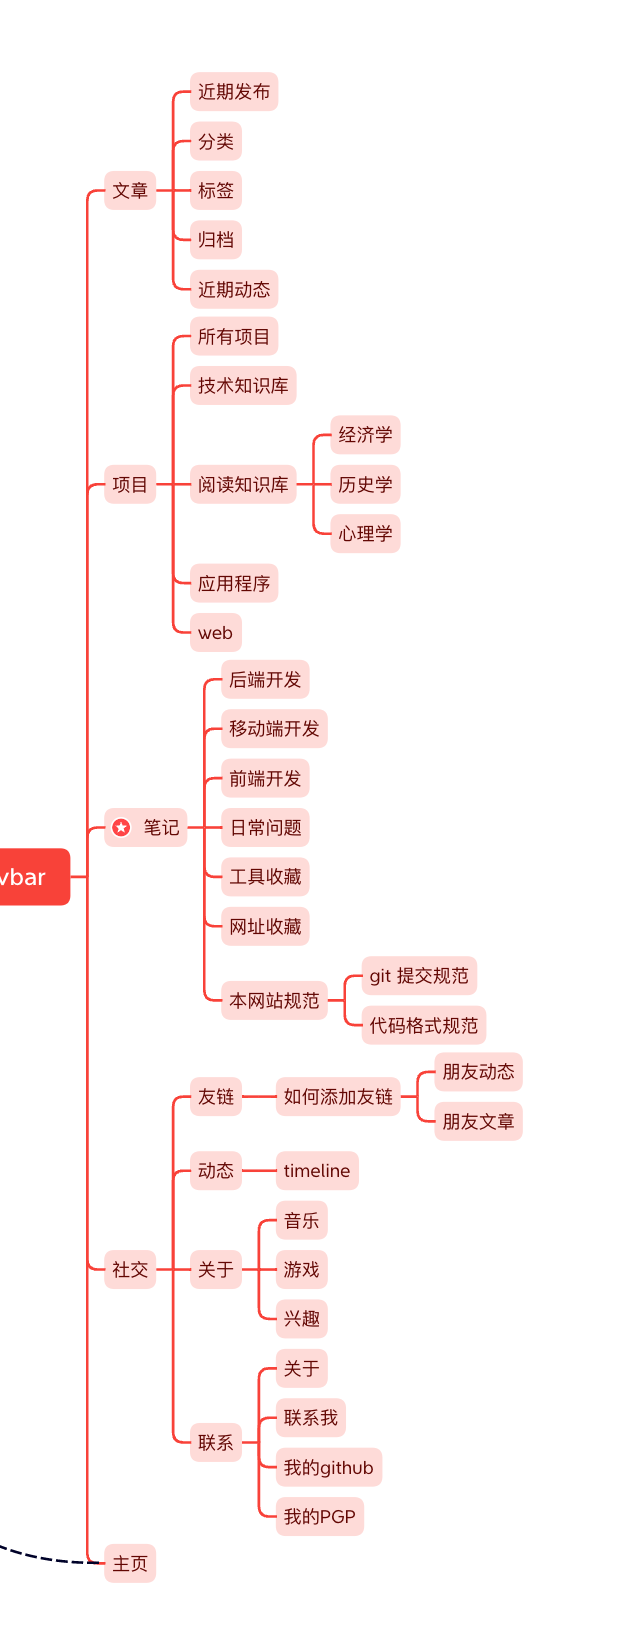 文章
近期发布
分类
标签
归档
近期动态
项目
所有项目
技术知识库
阅读知识库
经济学
历史学
心理学
应用程序
web
vbar
笔记
后端开发
移动端开发
前端开发
日常问题
工具收藏
网址收藏
本网站规范
git 提交规范
代码格式规范
社交
友链
如何添加友链
朋友动态
朋友文章
动态
timeline
关于
音乐
游戏
兴趣
联系
关于
联系我
我的github
我的PGP
主页